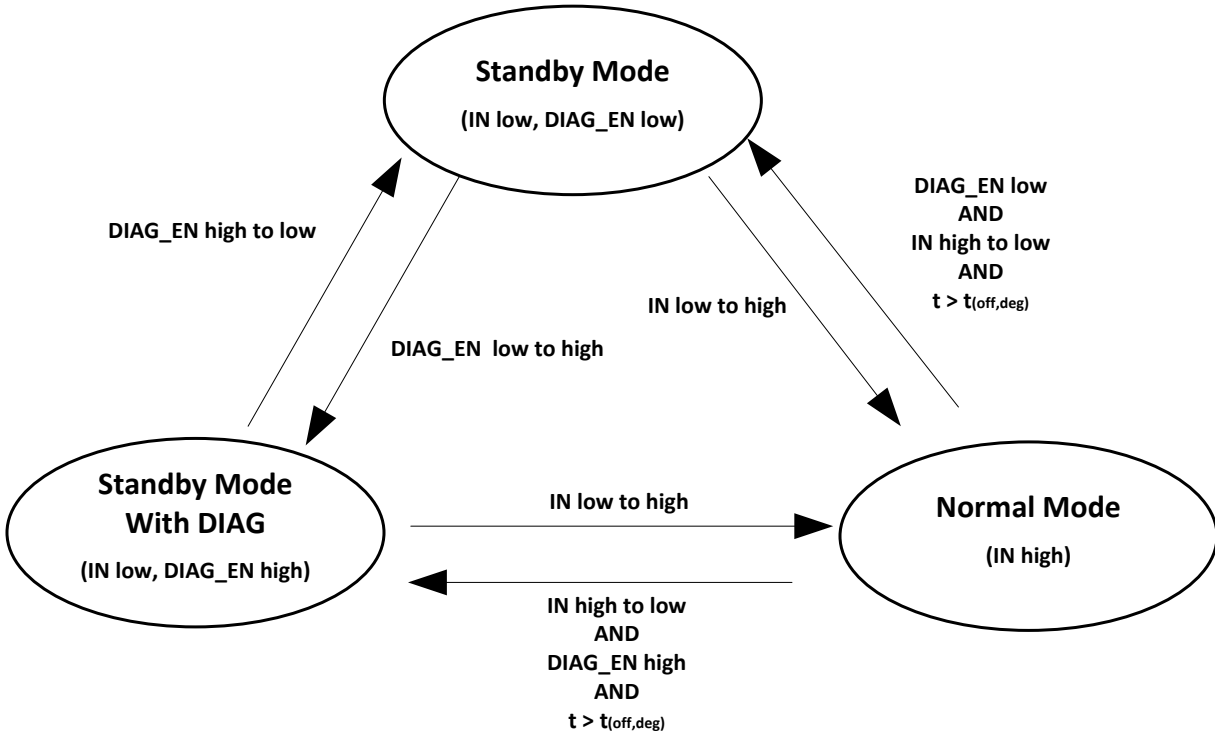 Standby Mode
(IN low, DIAG_EN low)
DIAG_EN high to low
DIAG_EN low to high
IN low to high
DIAG_EN low
AND
IN high to low
AND
t > t(off,deg)
Standby Mode
With DIAG
(IN low, DIAG_EN high)
IN low to high
IN high to low
AND
DIAG_EN high
AND
t > t(off,deg)
Normal Mode
(IN high)